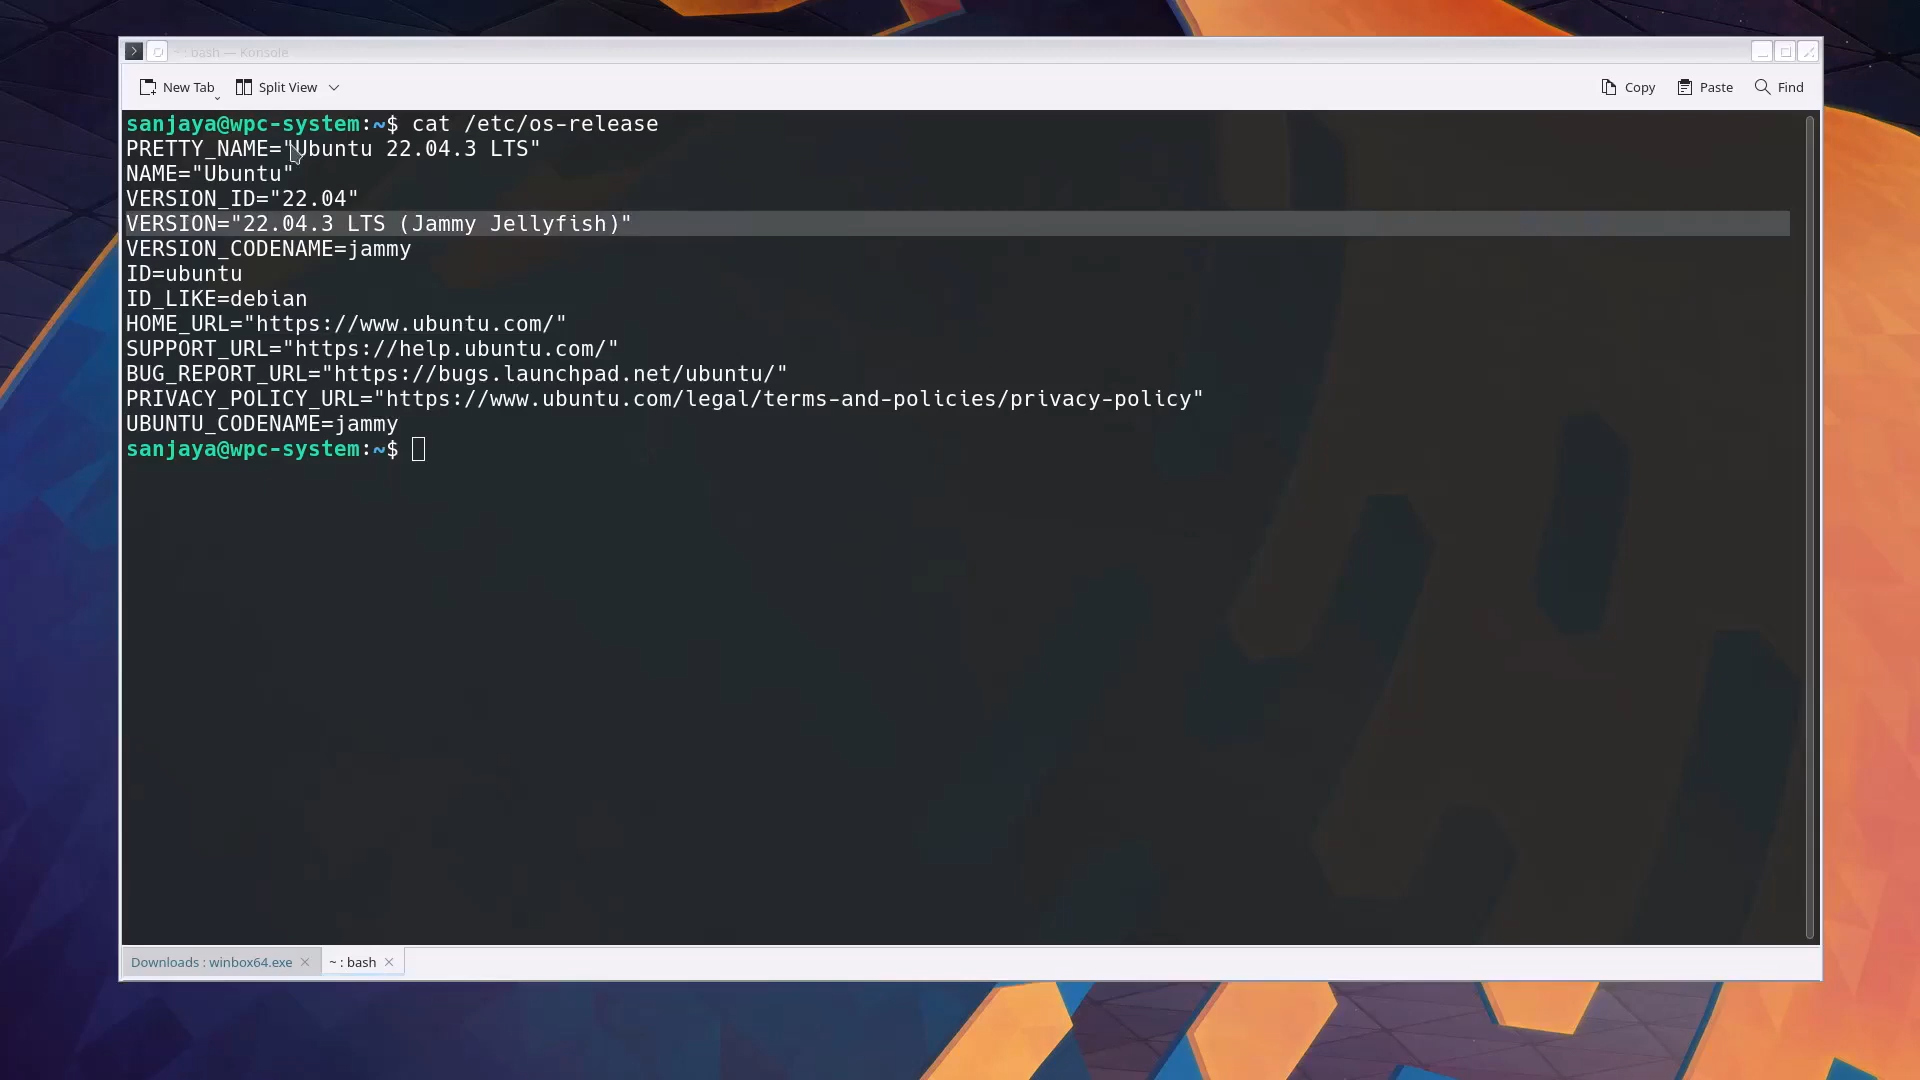 ~ : bash — Konsole
New Tab Split View Copy Paste Find
sanjaya@wpc-system:~$ cat /etc/os-release
PRETTY_NAME="Ubuntu 22.04.3 LTS"
NAME="Ubuntu"
VERSION_ID="22.04"
VERSION="22.04.3 LTS (Jammy Jellyfish)"
VERSION_CODENAME=jammy
ID=ubuntu
ID_LIKE=debian
HOME_URL="https://www.ubuntu.com/"
SUPPORT_URL="https://help.ubuntu.com/"
BUG_REPORT_URL="https://bugs.launchpad.net/ubuntu/"
PRIVACY_POLICY_URL="https://www.ubuntu.com/legal/terms-and-policies/privacy-policy"
UBUNTU_CODENAME=jammy
sanjaya@wpc-system:~$
Downloads : winbox64.exe ~ : bash